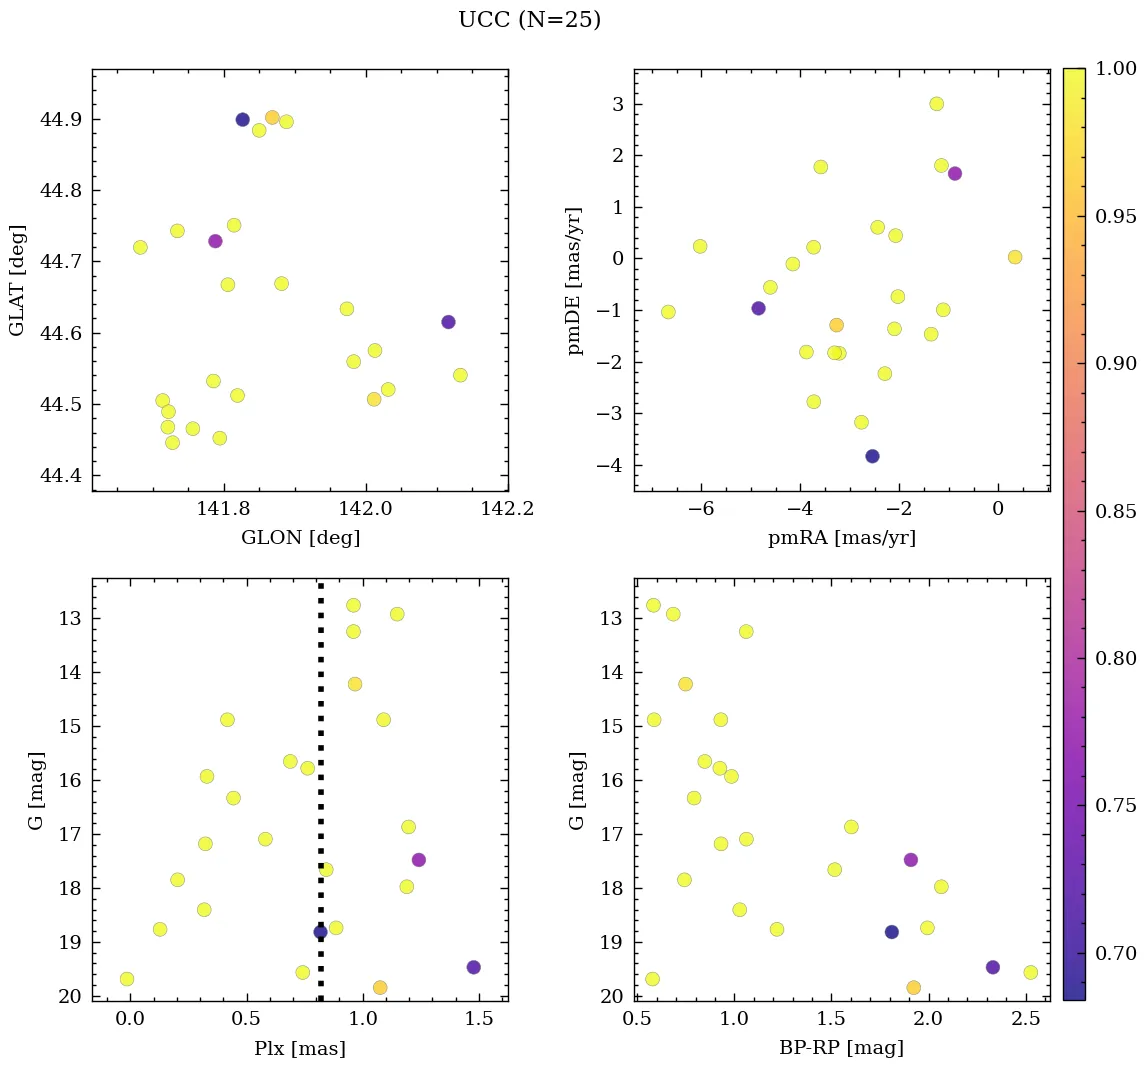 UCC (N=25)
44.9
44.8
44.7
44.6
44.5
44.4
GLAT [deg]
141.8 142.0 142.2
GLON [deg]
3
2
1
0
−1
−2
−3
−4
pmDE [mas/yr]
−6 −4 −2 0
pmRA [mas/yr]
1.00
0.95
0.90
0.85
0.80
0.75
0.70
13
14
15
16
17
18
19
20
G [mag]
0.0 0.5 1.0 1.5
Plx [mas]
13
14
15
16
17
18
19
20
G [mag]
0.5 1.0 1.5 2.0 2.5
BP-RP [mag]